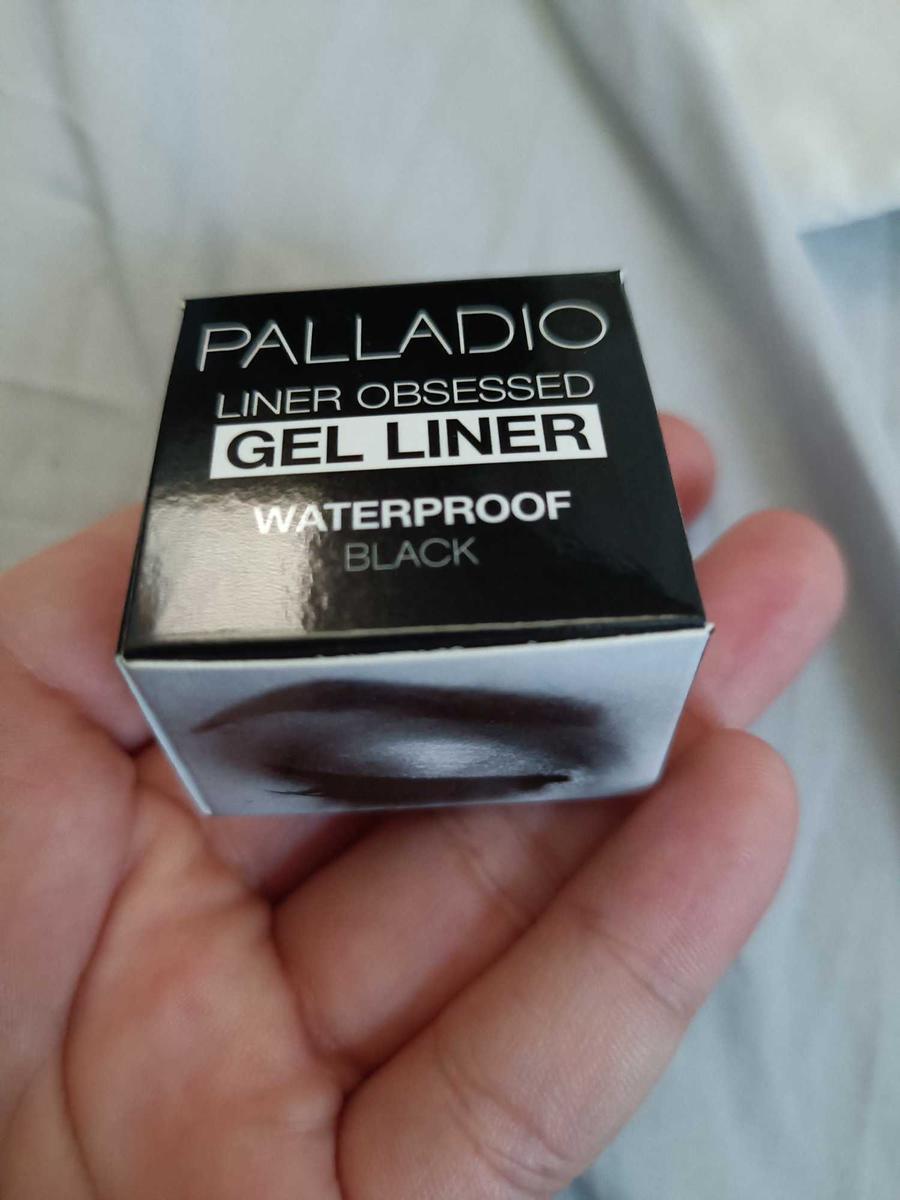 PALLADIO
LINER OBSESSED
GEL LINER
WATERPROOF
BLACK